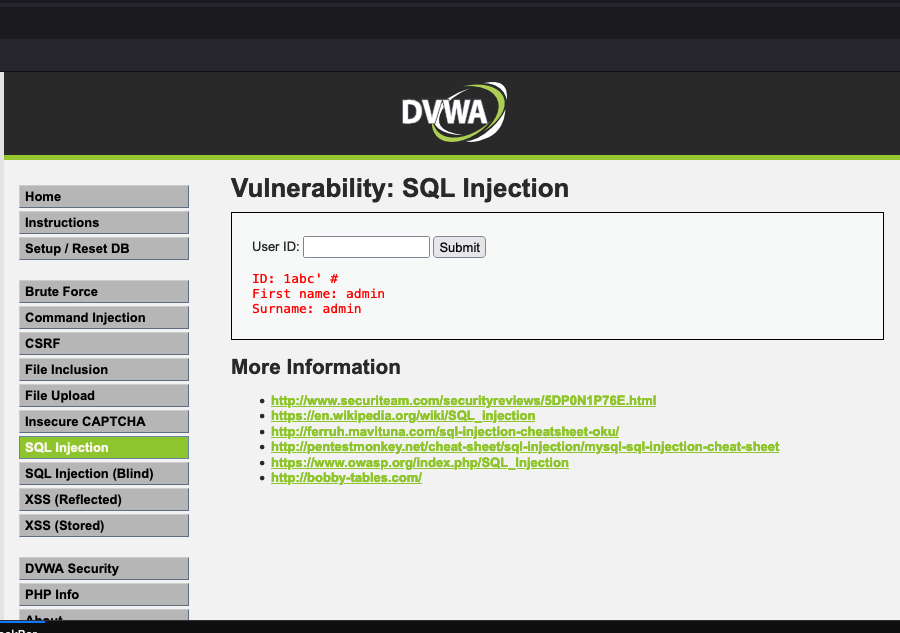 DVWA
Home
Instructions
Setup / Reset DB
Brute Force
Command Injection
CSRF
File Inclusion
File Upload
Insecure CAPTCHA
SQL Injection
SQL Injection (Blind)
XSS (Reflected)
XSS (Stored)
DVWA Security
PHP Info
About
Vulnerability: SQL Injection
User ID: Submit
ID: 1abc' #
First name: admin
Surname: admin
More Information
http://www.securiteam.com/securityreviews/5DP0N1P76E.html
https://en.wikipedia.org/wiki/SQL_injection
http://ferruh.mavituna.com/sql-injection-cheatsheet-oku/
http://pentestmonkey.net/cheat-sheet/sql-injection/mysql-sql-injection-cheat-sheet
https://www.owasp.org/index.php/SQL_Injection
http://bobby-tables.com/